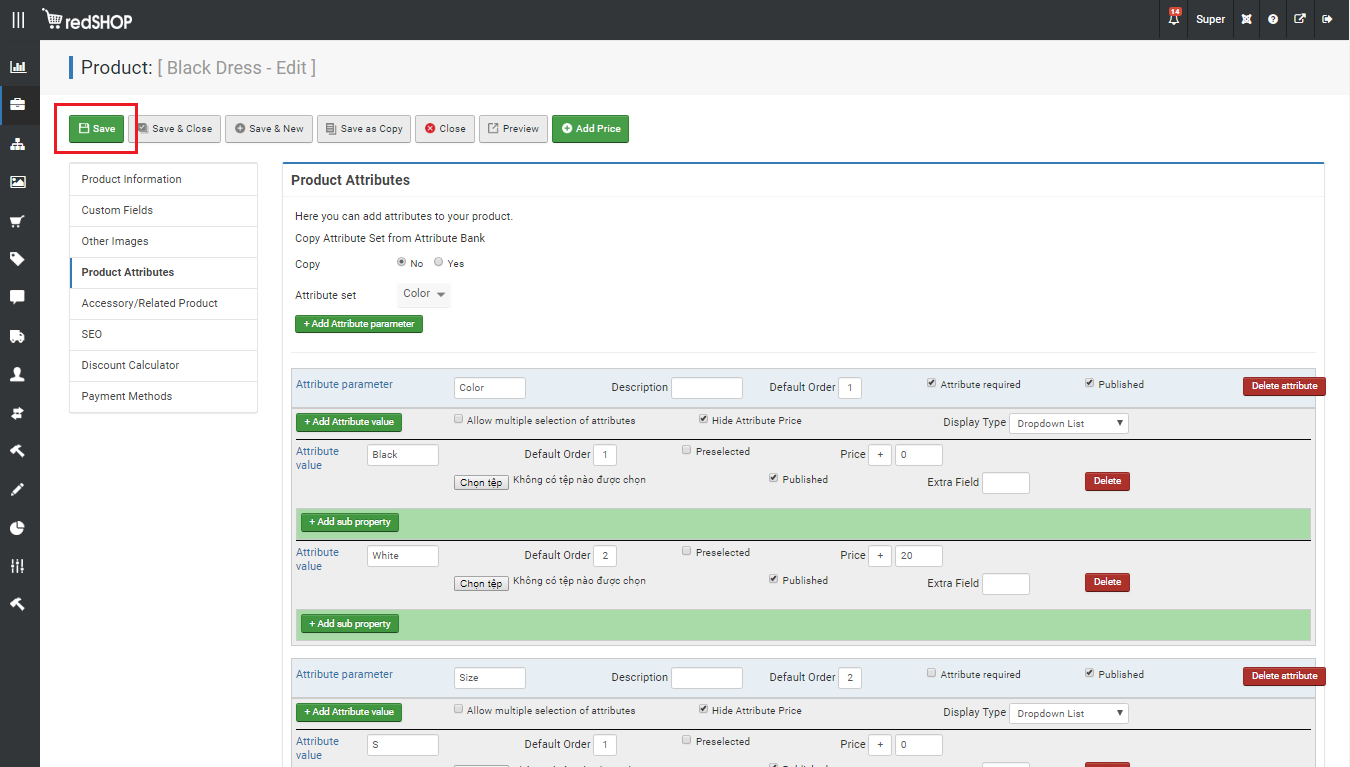 redSHOP
14
Super
Product: [ Black Dress - Edit ]
Save
Save & Close
Save & New
Save as Copy
Close
Preview
Add Price
Product Information
Custom Fields
Other Images
Product Attributes
Accessory/Related Product
SEO
Discount Calculator
Payment Methods
Product Attributes
Here you can add attributes to your product.
Copy Attribute Set from Attribute Bank
Copy No Yes
Attribute set Color
+ Add Attribute parameter
Attribute parameter Color Description Default Order 1 Attribute required Published Delete attribute
+ Add Attribute value Allow multiple selection of attributes Hide Attribute Price Display Type Dropdown List
Attribute value Black Default Order 1 Preselected Price + 0
Chọn tệp Không có tệp nào được chọn Published Extra Field Delete
+ Add sub property
Attribute value White Default Order 2 Preselected Price + 20
Chọn tệp Không có tệp nào được chọn Published Extra Field Delete
+ Add sub property
Attribute parameter Size Description Default Order 2 Attribute required Published Delete attribute
+ Add Attribute value Allow multiple selection of attributes Hide Attribute Price Display Type Dropdown List
Attribute value S Default Order 1 Preselected Price + 0